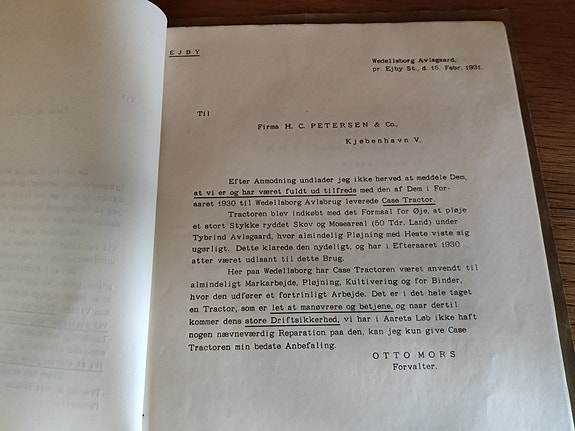 EJBY
Wedellsborg Avlsgaard,
pr. Ejby St., d. 15. Febr. 1931.
Til
Firma H. C. PETERSEN & Co.,
Kjøbenhavn V.
Efter Anmodning undlader jeg ikke herved at meddele Dem,
at vi er og har været fuldt ud tilfreds med den af Dem i For-
aaret 1930 til Wedellsborg Avlsbrug leverede Case Tractor.
Tractoren blev indkøbt med det Formaal for Øje, at pløje
et stort Stykke ryddet Skov og Moseareal (50 Tdr. Land) under
Tybrind Avlsgaard, hvor almindelig Pløjning med Heste viste sig
ugørligt. Dette klarede den nydeligt, og har i Efteraaret 1930
atter været udlaant til dette Brug.
Her paa Wedellsborg har Case Tractoren været anvendt til
almindeligt Markarbejde, Pløjning, Kultivering og for Binder,
hvor den udfører et fortrinligt Arbejde. Det er i det hele taget
en Tractor, som er let at manøvrere og betjene, og naar dertil
kommer dens store Driftsikkerhed, vi har i Aarets Løb ikke haft
nogen nævneværdig Reparation paa den, kan jeg kun give Case
Tractoren min bedste Anbefaling.
OTTO MORS
Forvalter.